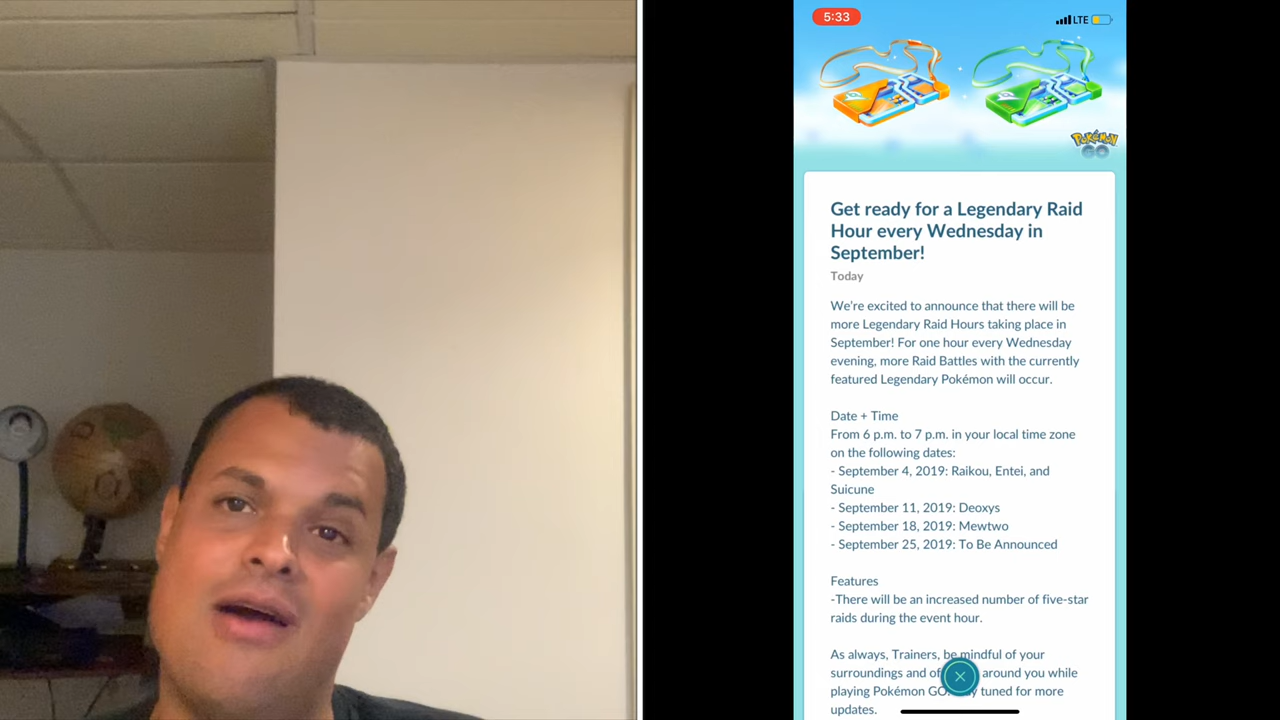 5:33
LTE
Pokémon
GO
Get ready for a Legendary Raid
Hour every Wednesday in
September!
Today
We're excited to announce that there will be
more Legendary Raid Hours taking place in
September! For one hour every Wednesday
evening, more Raid Battles with the currently
featured Legendary Pokémon will occur.
Date + Time
From 6 p.m. to 7 p.m. in your local time zone
on the following dates:
- September 4, 2019: Raikou, Entei, and
Suicune
- September 11, 2019: Deoxys
- September 18, 2019: Mewtwo
- September 25, 2019: To Be Announced
Features
-There will be an increased number of five-star
raids during the event hour.
As always, Trainers, be mindful of your
surroundings and of around you while
playing Pokémon GO. tuned for more
updates.